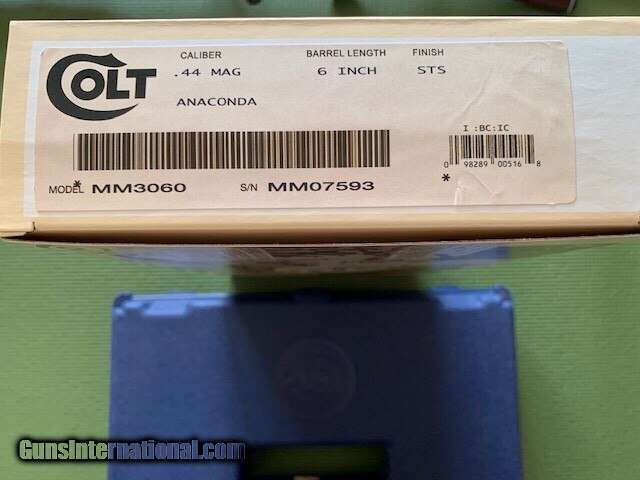 COLT
CALIBER BARREL LENGTH FINISH
.44 MAG 6 INCH STS
ANACONDA
I :BC:IC
0 98289 00516 8
*
MODEL MM3060 S/N MM07593
*
GunsInternational.com